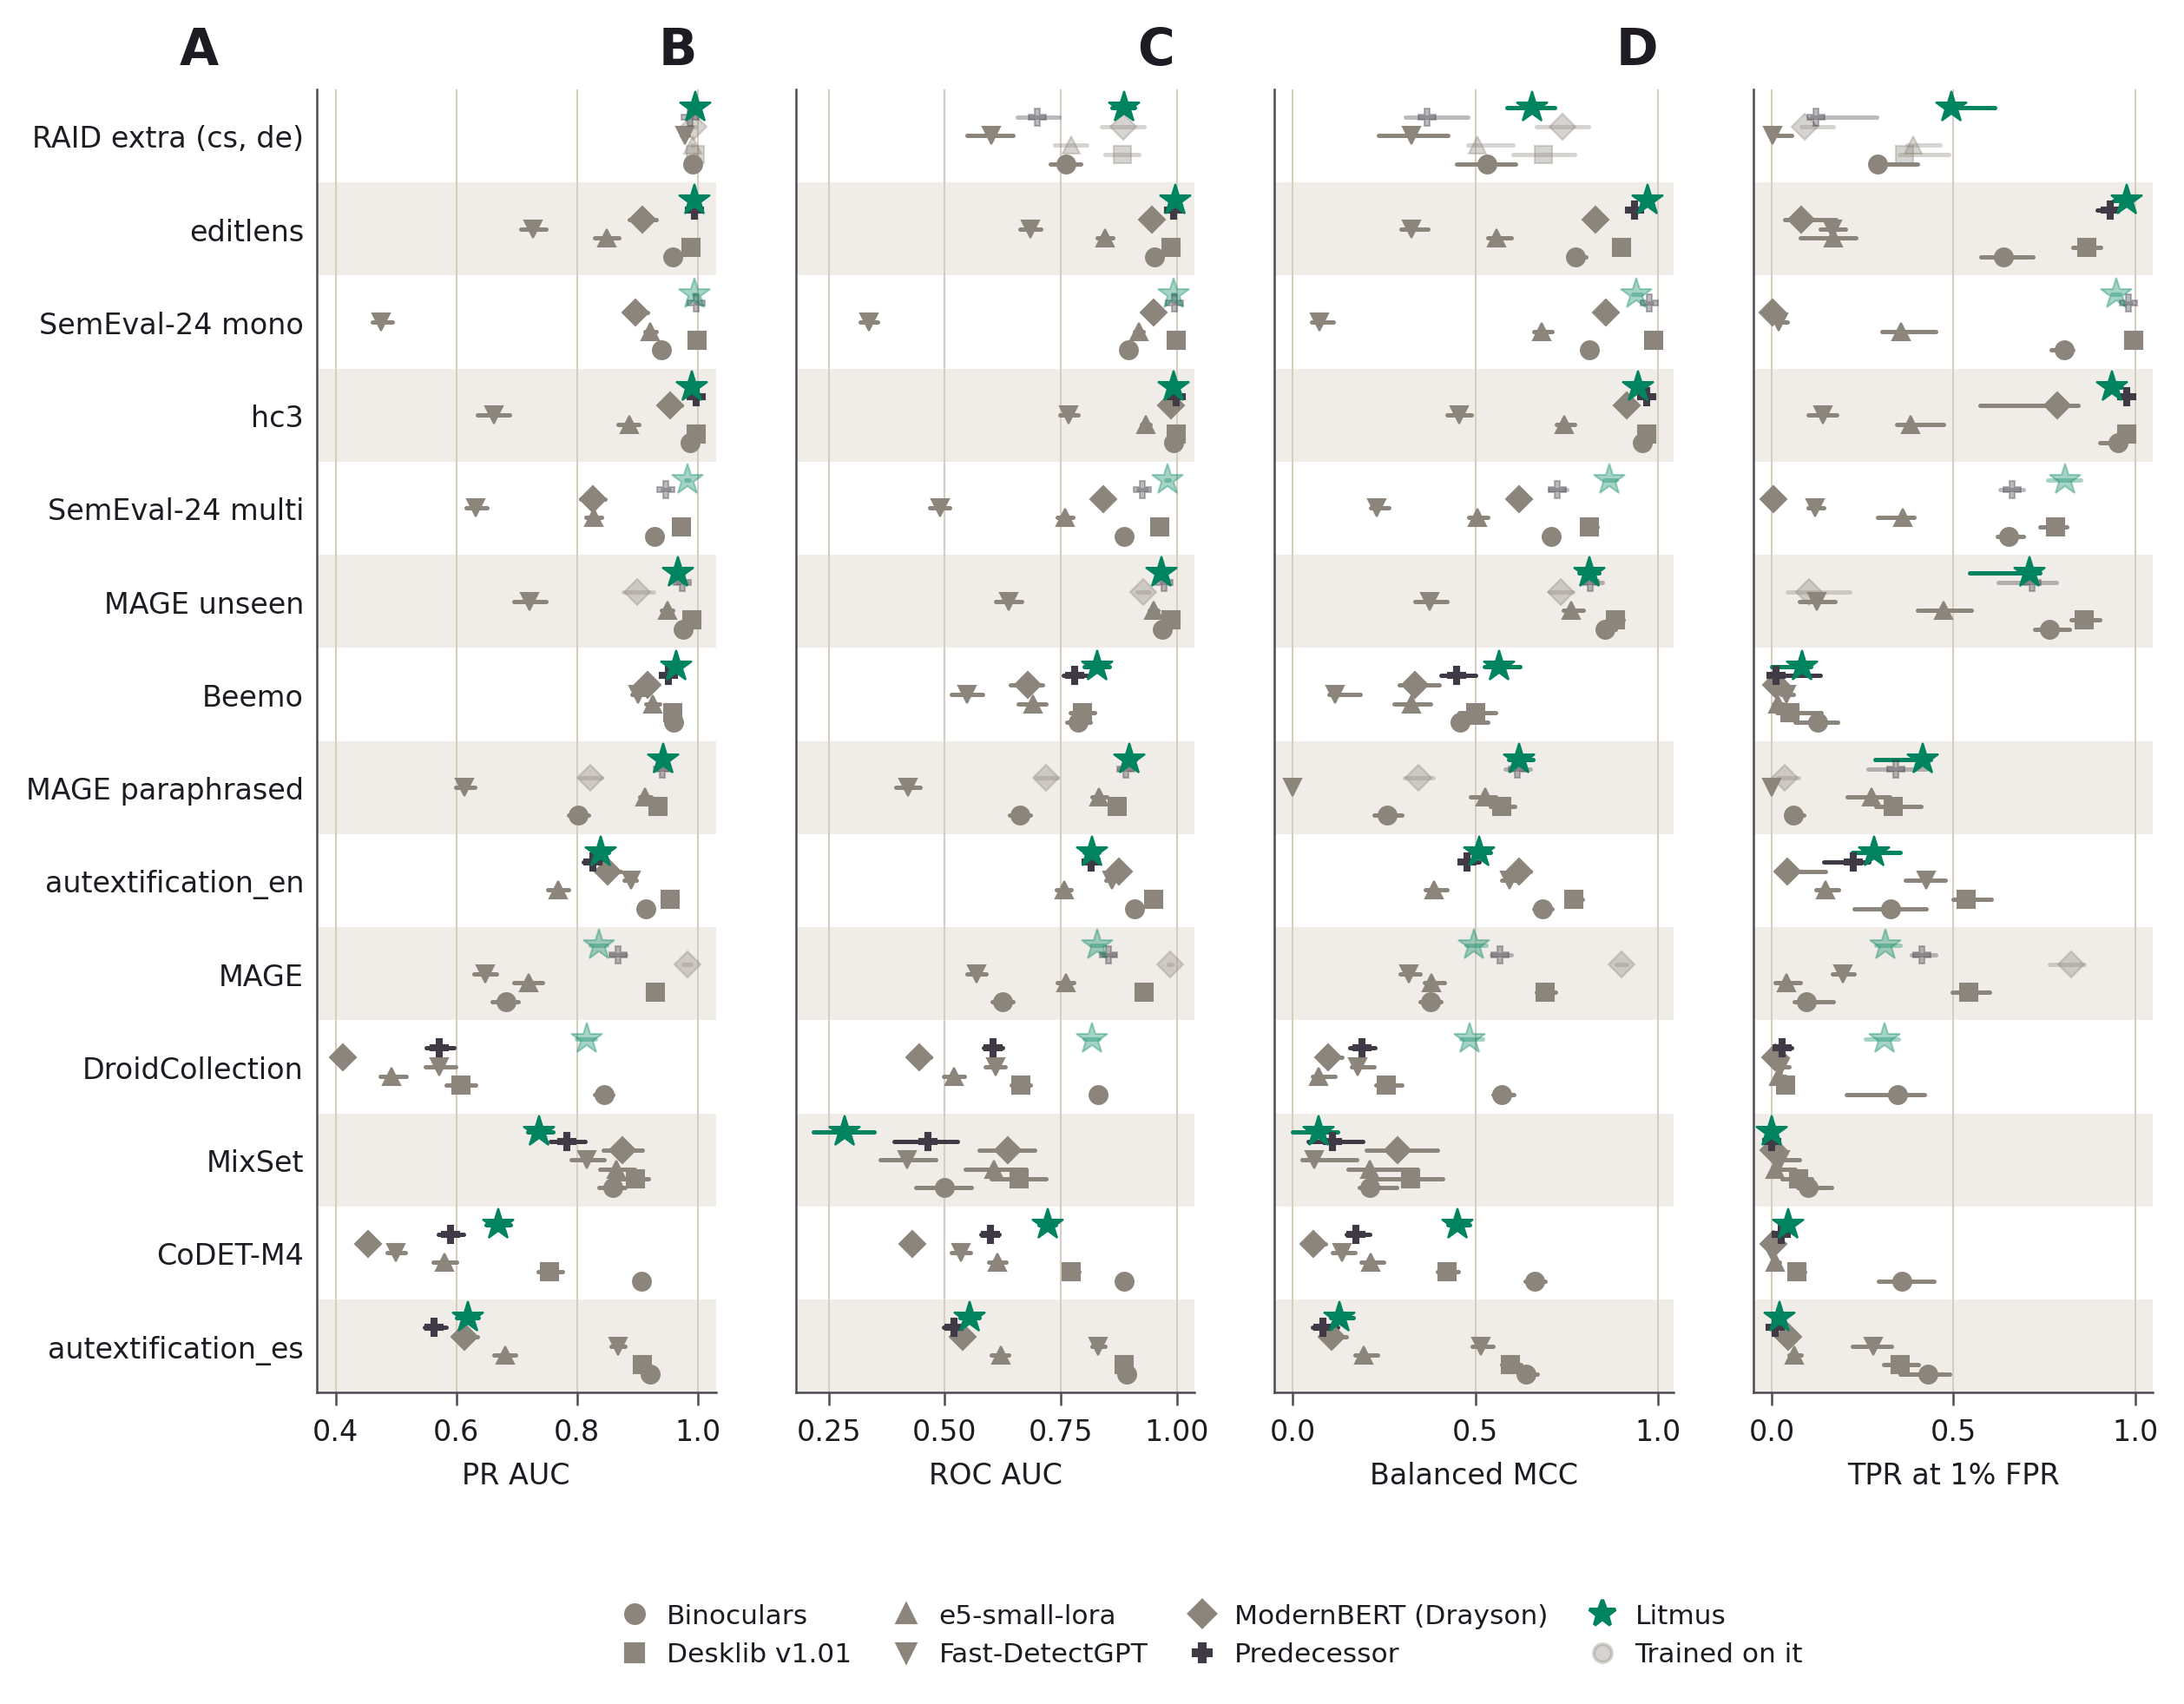 A B C D
RAID extra (cs, de)
editlens
SemEval-24 mono
hc3
SemEval-24 multi
MAGE unseen
Beemo
MAGE paraphrased
autextification_en
MAGE
DroidCollection
MixSet
CoDET-M4
autextification_es
0.4 0.6 0.8 1.0 0.25 0.50 0.75 1.00 0.0 0.5 1.0 0.0 0.5 1.0
PR AUC ROC AUC Balanced MCC TPR at 1% FPR
Binoculars e5-small-lora ModernBERT (Drayson) Litmus
Desklib v1.01 Fast-DetectGPT Predecessor Trained on it